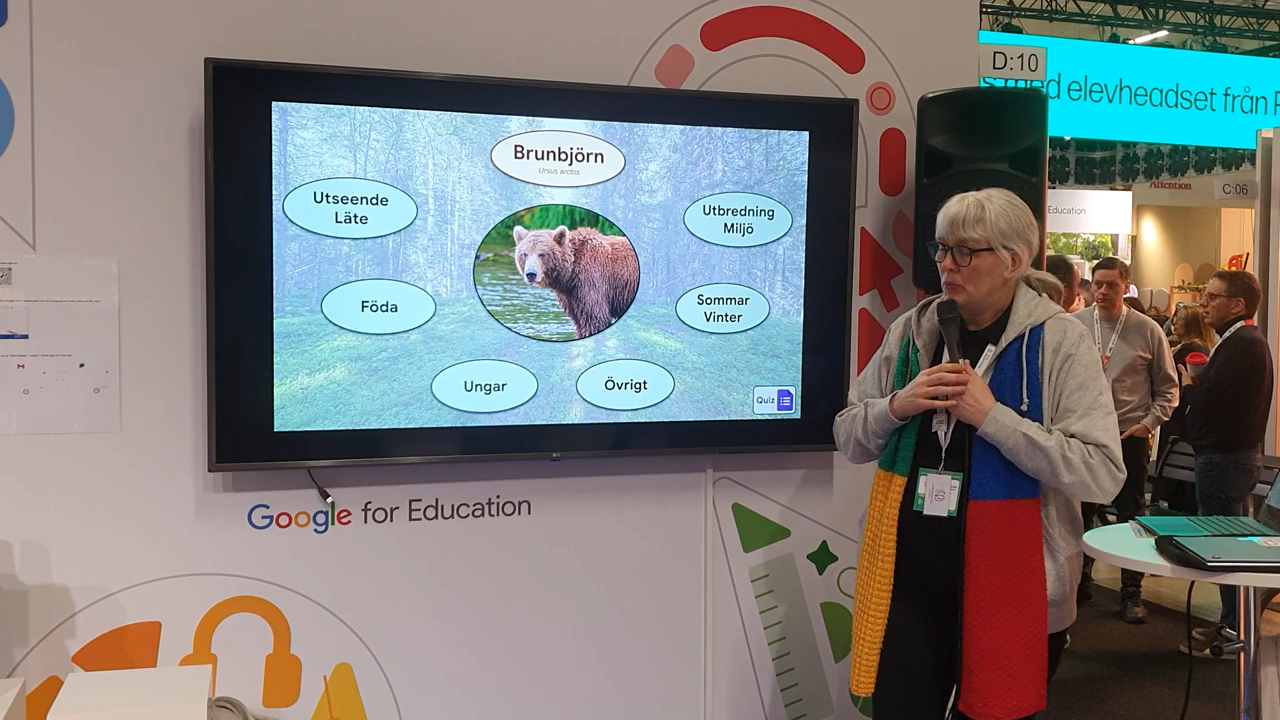 D:10
s med elevheadset från
Attention
C:06
Education
Brunbjörn
Ursus arctos
Utseende
Läte
Utbredning
Miljö
Föda
Sommar
Vinter
Ungar
Övrigt
Quiz
Google for Education